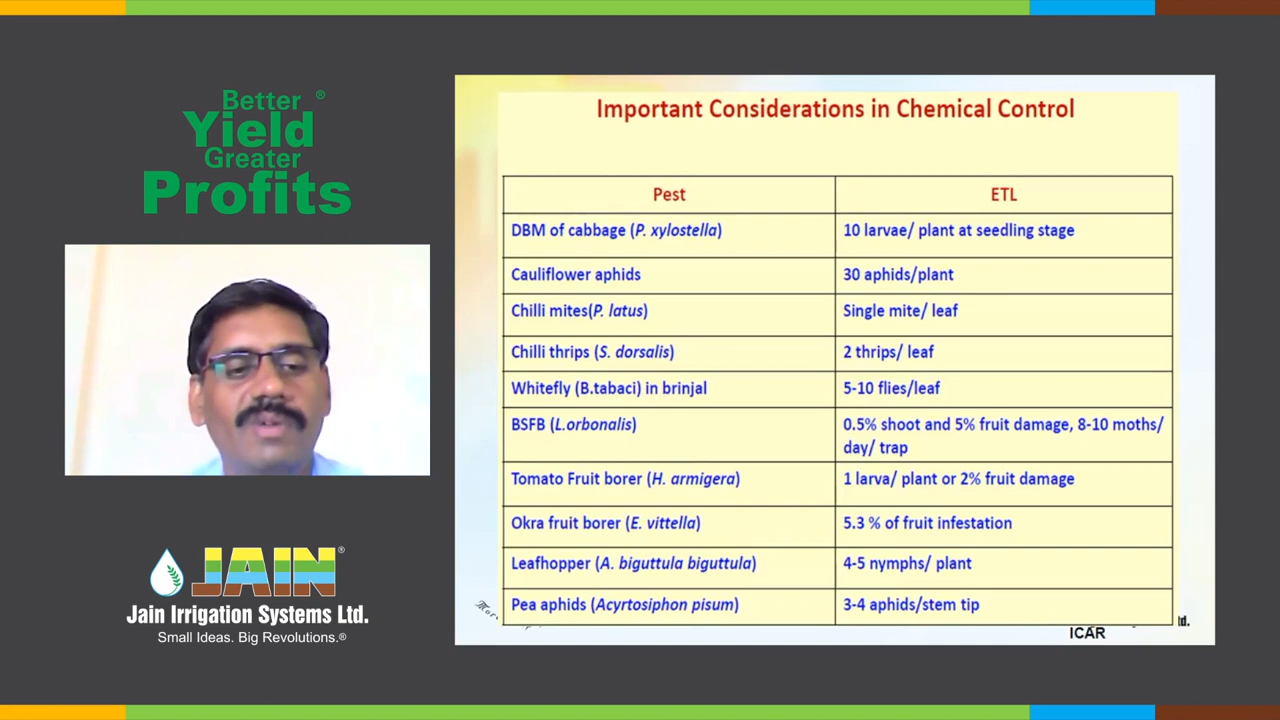 Better ®
Yield
Greater
Profits
JAIN®
Jain Irrigation Systems Ltd.
Small Ideas. Big Revolutions.®
Important Considerations in Chemical Control
Pest ETL
DBM of cabbage (P. xylostella) 10 larvae/ plant at seedling stage
Cauliflower aphids 30 aphids/plant
Chilli mites(P. latus) Single mite/ leaf
Chilli thrips (S. dorsalis) 2 thrips/ leaf
Whitefly (B.tabaci) in brinjal 5-10 flies/leaf
BSFB (L.orbonalis) 0.5% shoot and 5% fruit damage, 8-10 moths/
day/ trap
Tomato Fruit borer (H. armigera) 1 larva/ plant or 2% fruit damage
Okra fruit borer (E. vittella) 5.3 % of fruit infestation
Leafhopper (A. biguttula biguttula) 4-5 nymphs/ plant
Pea aphids (Acyrtosiphon pisum) 3-4 aphids/stem tip
ICAR